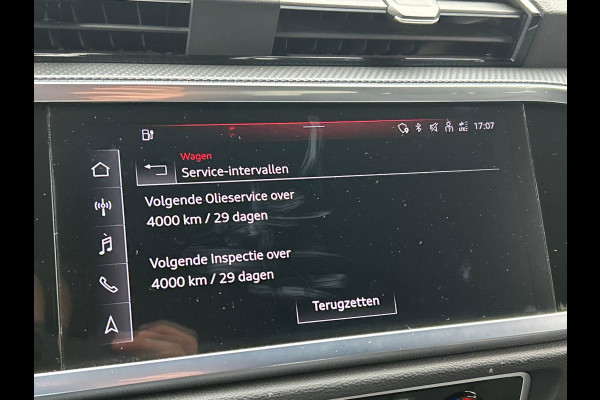 17:07
Wagen
Service-intervallen
Volgende Olieservice over
4000 km / 29 dagen
Volgende Inspectie over
4000 km / 29 dagen
Terugzetten